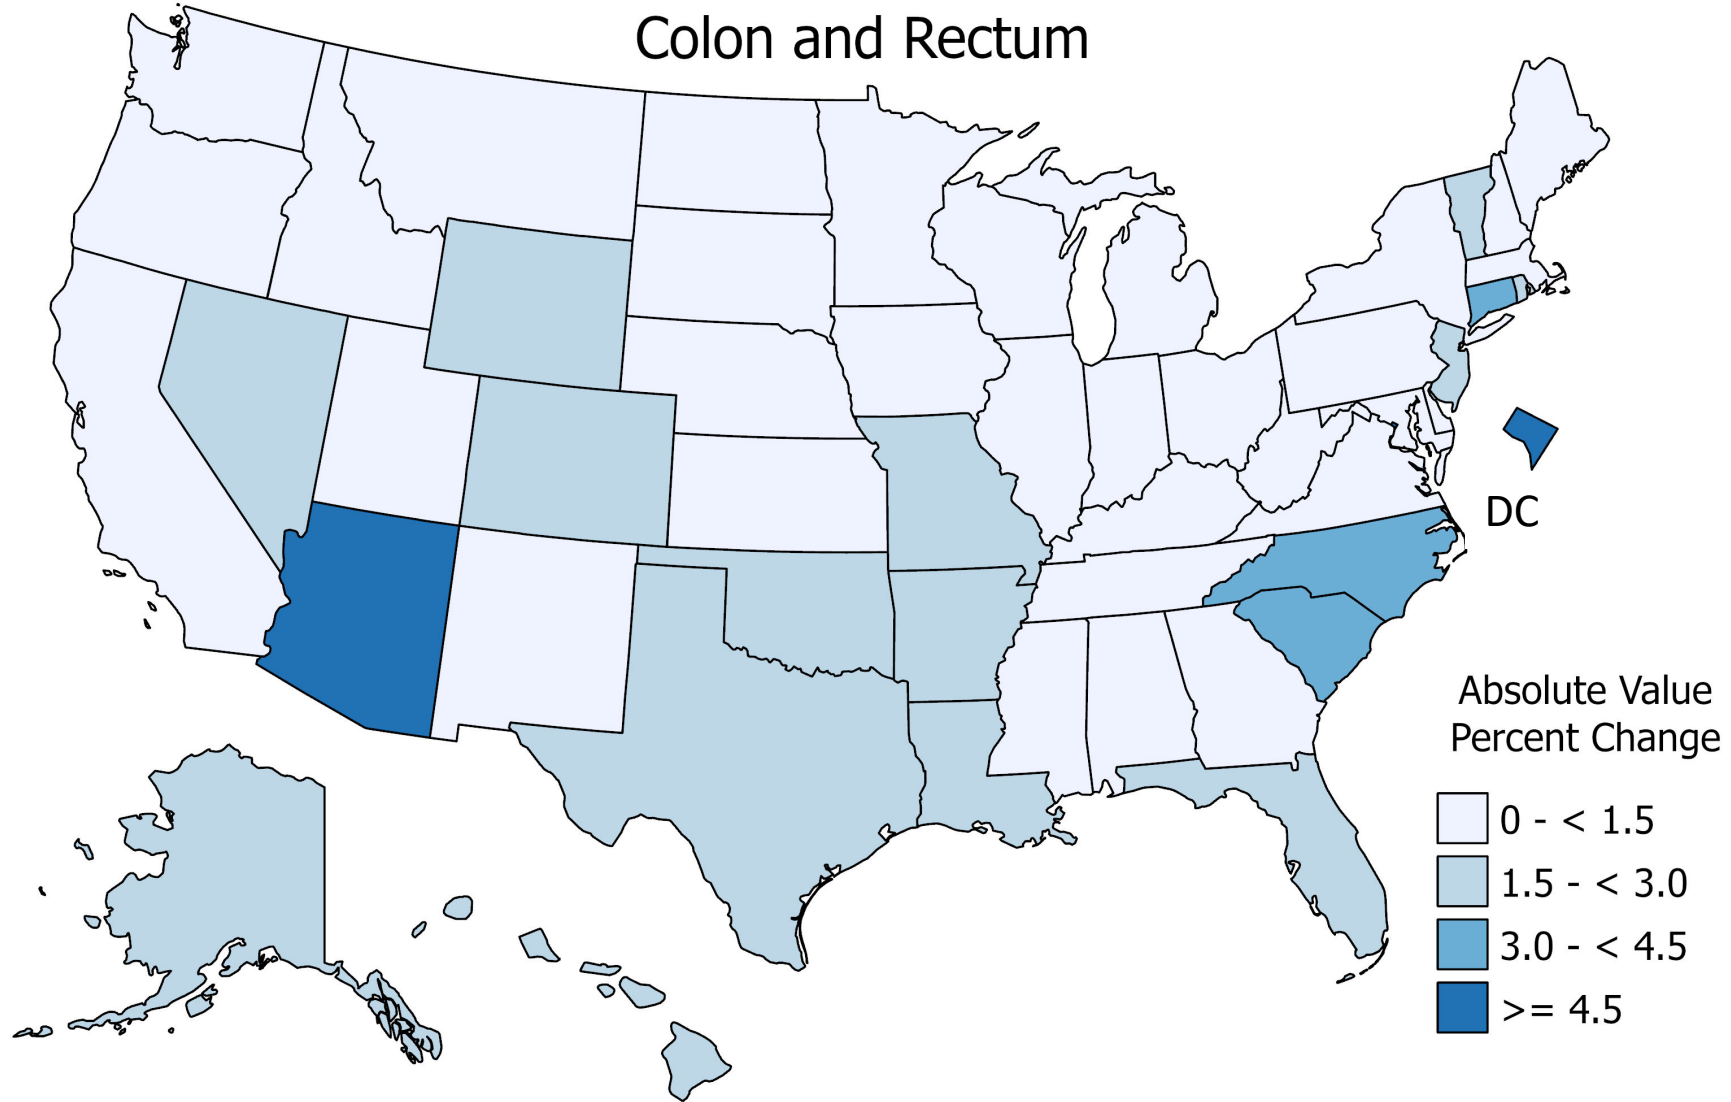 Colon and Rectum
DC
Absolute Value
Percent Change
0 - < 1.5
1.5 - < 3.0
3.0 - < 4.5
>= 4.5